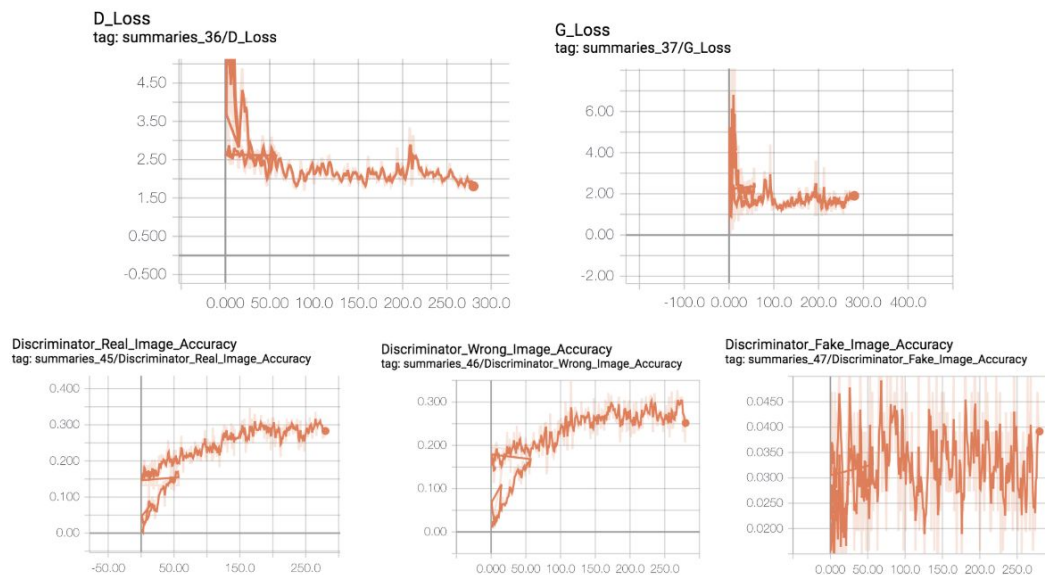 D_Loss
tag: summaries_36/D_Loss
4.50
3.50
2.50
1.50
0.500
-0.500
0.000 50.00 100.0 150.0 200.0 250.0 300.0
G_Loss
tag: summaries_37/G_Loss
6.00
4.00
2.00
0.00
-2.00
-100.0 0.000 100.0 200.0 300.0 400.0
Discriminator_Real_Image_Accuracy
tag: summaries_45/Discriminator_Real_Image_Accuracy
0.400
0.300
0.200
0.100
0.00
-50.00 50.00 150.0 250.0
Discriminator_Wrong_Image_Accuracy
tag: summaries_46/Discriminator_Wrong_Image_Accuracy
0.300
0.200
0.100
0.00
0.000 50.00 100.0 150.0 200.0 250.0
Discriminator_Fake_Image_Accuracy
tag: summaries_47/Discriminator_Fake_Image_Accuracy
0.0450
0.0400
0.0350
0.0300
0.0250
0.0200
0.000 50.00 100.0 150.0 200.0 250.0